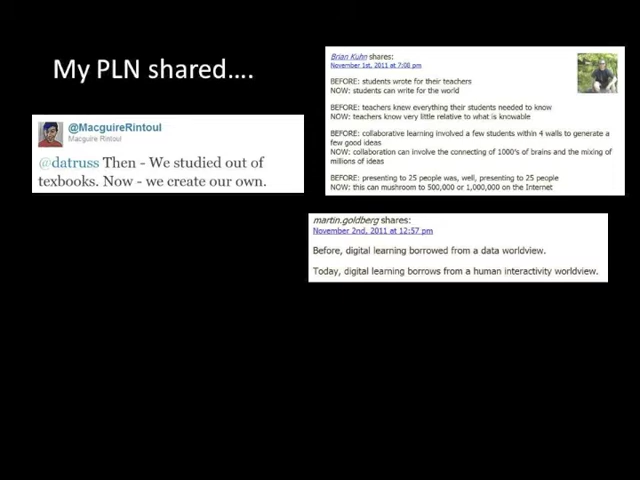 My PLN shared....
@MacguireRintoul
Macguire Rintoul
@datruss Then - We studied out of
texbooks. Now - we create our own.
Brian Kuhn shares:
November 1st, 2011 at 7:08 pm
BEFORE: students wrote for their teachers
NOW: students can write for the world
BEFORE: teachers knew everything their students needed to know
NOW: teachers know very little relative to what is knowable
BEFORE: collaborative learning involved a few students within 4 walls to generate a
few good ideas
NOW: collaboration can involve the connecting of 1000's of brains and the mixing of
millions of ideas
BEFORE: presenting to 25 people was, well, presenting to 25 people
NOW: this can mushroom to 500,000 or 1,000,000 on the Internet
martin.goldberg shares:
November 2nd, 2011 at 12:57 pm
Before, digital learning borrowed from a data worldview.
Today, digital learning borrows from a human interactivity worldview.